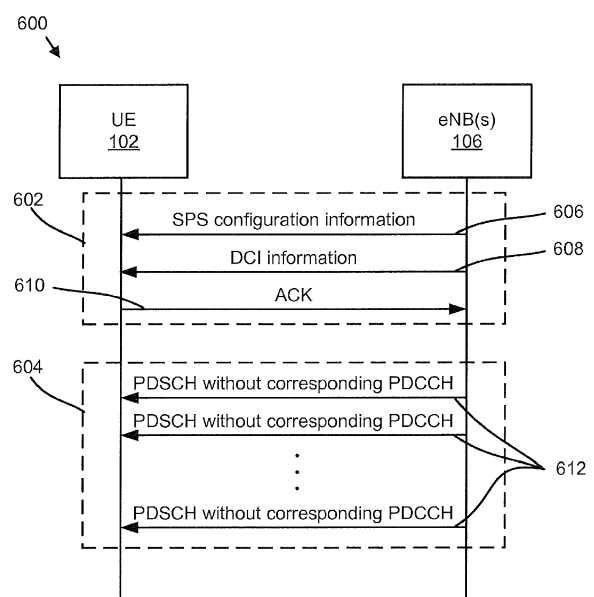 600
UE
102
eNB(s)
106
602
SPS configuration information
606
DCI information
608
610
ACK
604
PDSCH without corresponding PDCCH
PDSCH without corresponding PDCCH
612
PDSCH without corresponding PDCCH